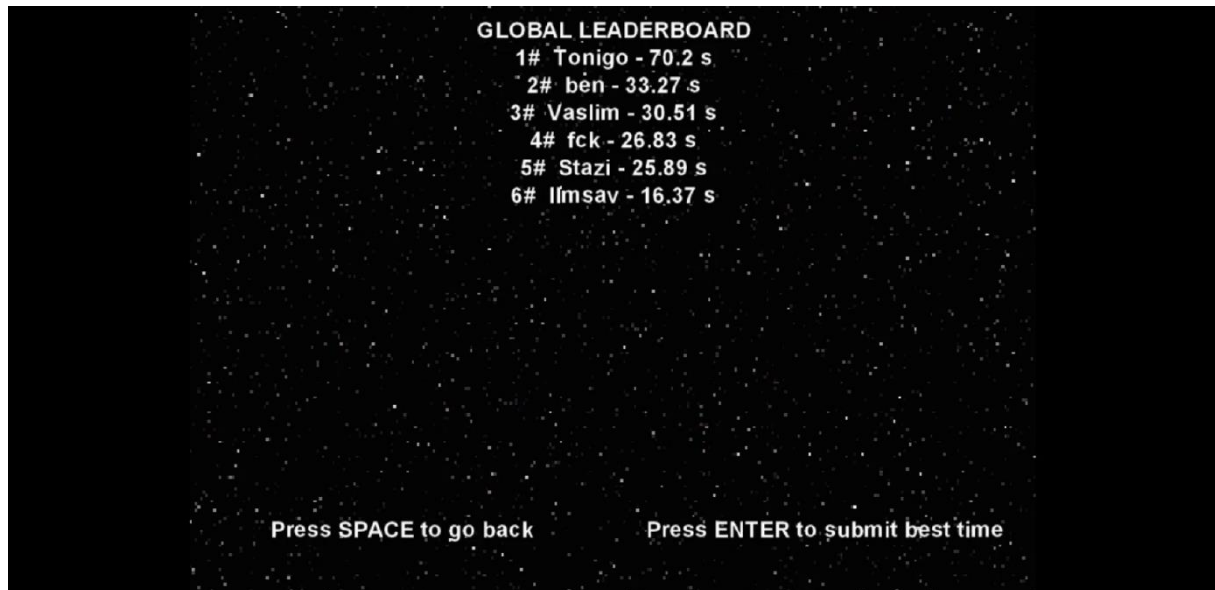 GLOBAL LEADERBOARD
1# Tonigo - 70.2 s
2# ben - 33.27 s
3# Vaslim - 30.51 s
4# fck - 26.83 s
5# Stazi - 25.89 s
6# Ilmsav - 16.37 s
Press SPACE to go back
Press ENTER to submit best time